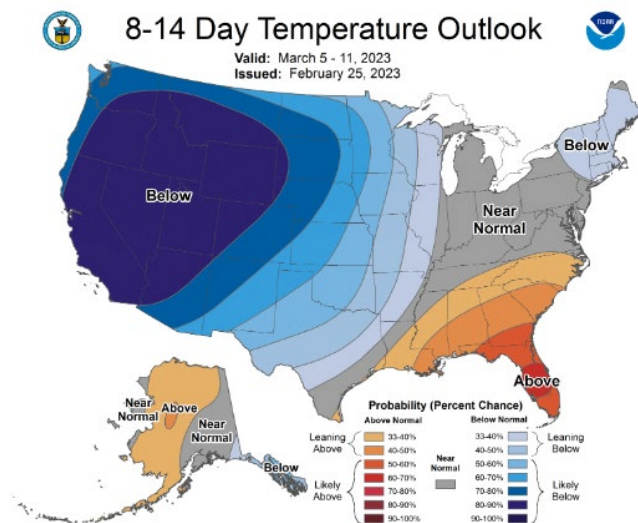 8-14 Day Temperature Outlook
Valid: March 5 - 11, 2023
Issued: February 25, 2023
NOAA
Below
Below
Near
Normal
Above
Near
Normal
Above
Near
Normal
Below
Probability (Percent Chance)
Above Normal
Below Normal
Leaning
Above
33-40%
40-50%
Likely
Above
50-60%
60-70%
70-80%
80-90%
90-100%
Near
Normal
33-40%
40-50%
Leaning
Below
50-60%
60-70%
70-80%
80-90%
90-100%
Likely
Below